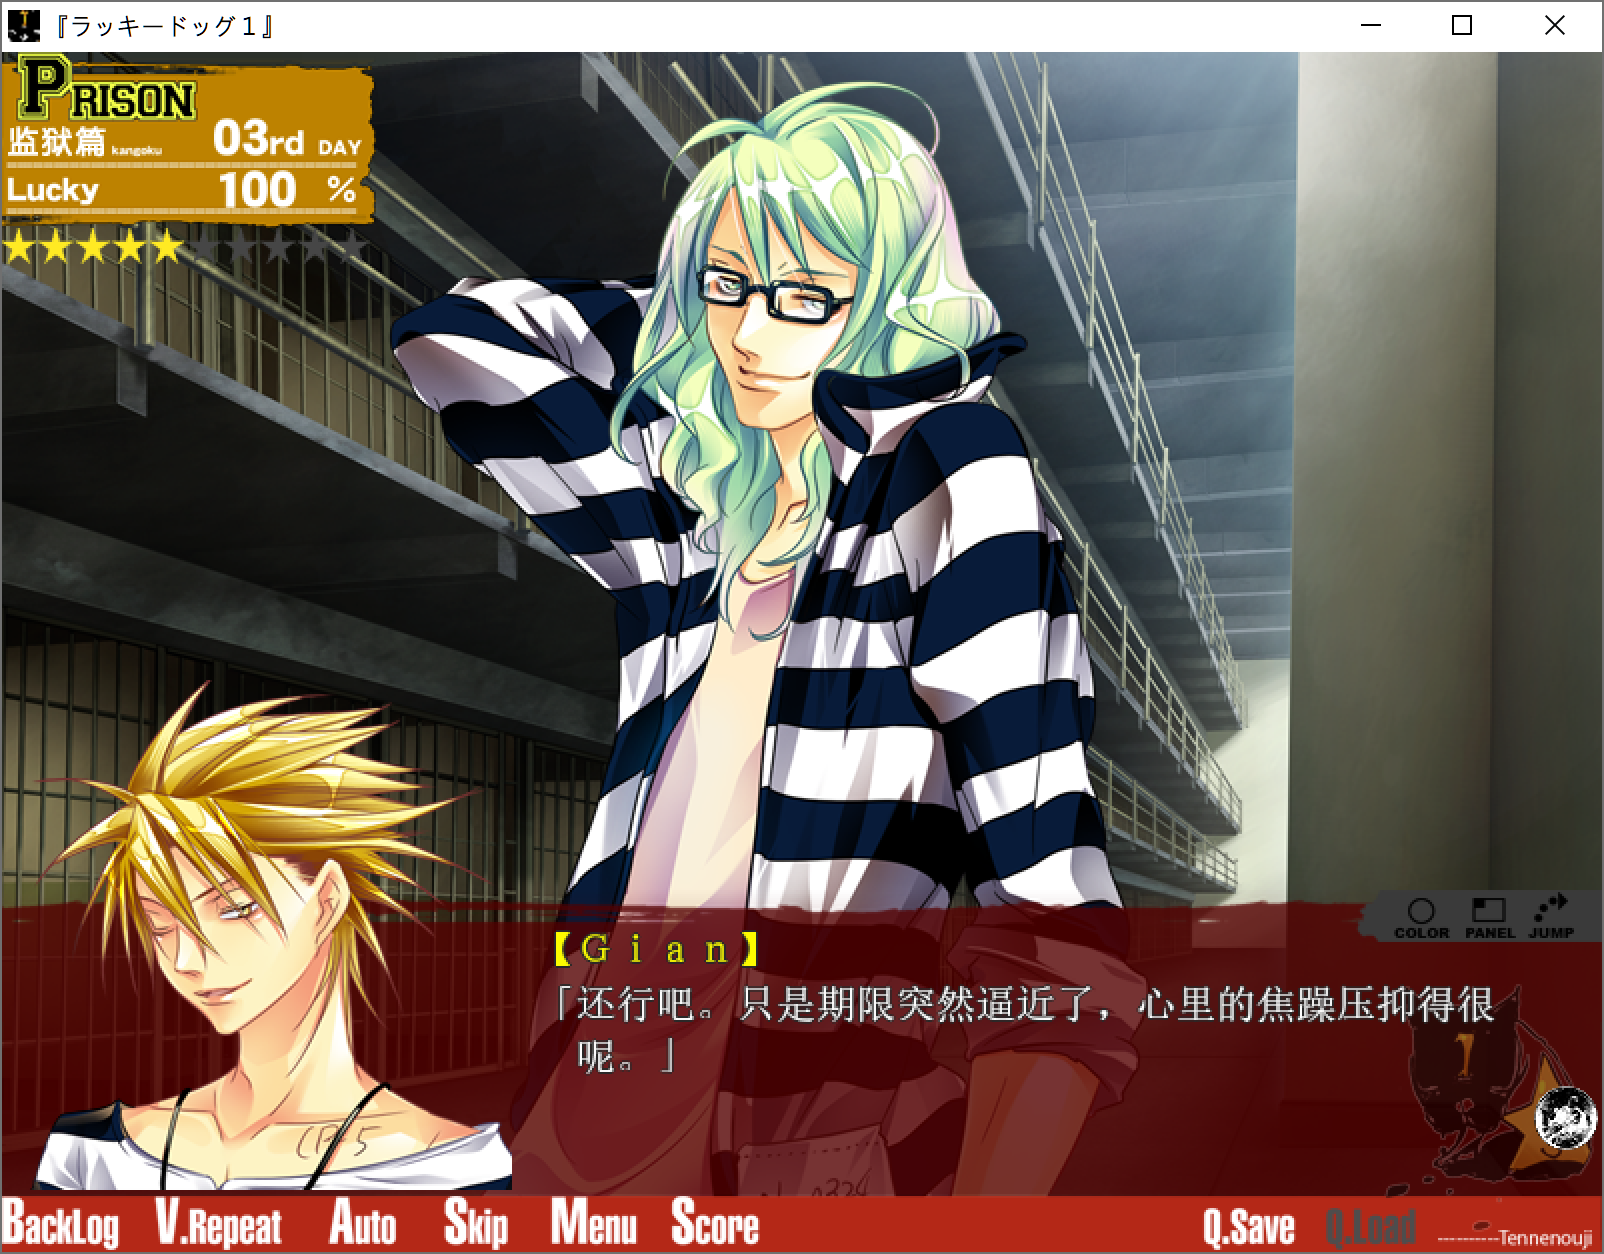 『ラッキードッグ１』
PRISON
监狱篇 kangoku 03rd DAY
Lucky 100 %
COLOR PANEL JUMP
【Ｇｉａｎ】
「还行吧。只是期限突然逼近了，心里的焦躁压抑得很
呢。」
1
BACKLOG V.REPEAT AUTO SKIP MENU SCORE Q.SAVE Q.LOAD ----------Tennenouji